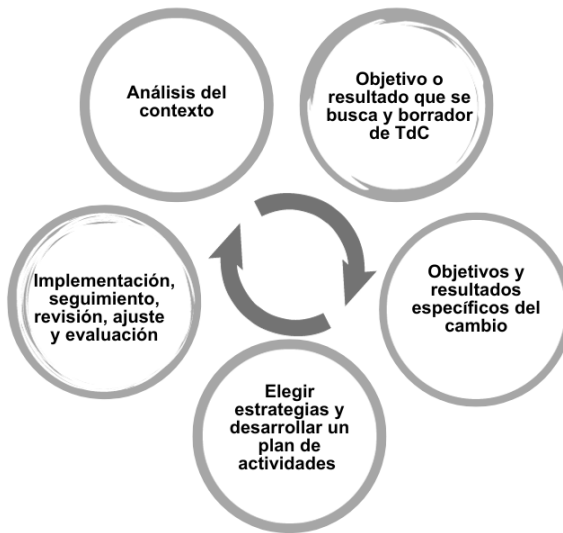 Análisis del
contexto
Objetivo o
resultado que se
busca y borrador
de TdC
Objetivos y
resultados
específicos del
cambio
Elegir
estrategias y
desarrollar un
plan de
actividades
Implementación,
seguimiento,
revisión, ajuste
y evaluación